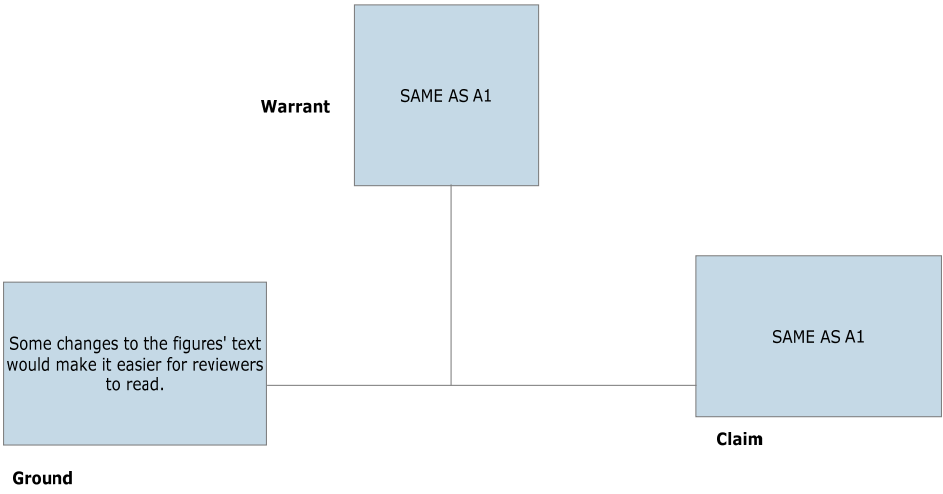 SAME AS A1
Warrant
Some changes to the figures' text
would make it easier for reviewers
to read.
SAME AS A1
Claim
Ground